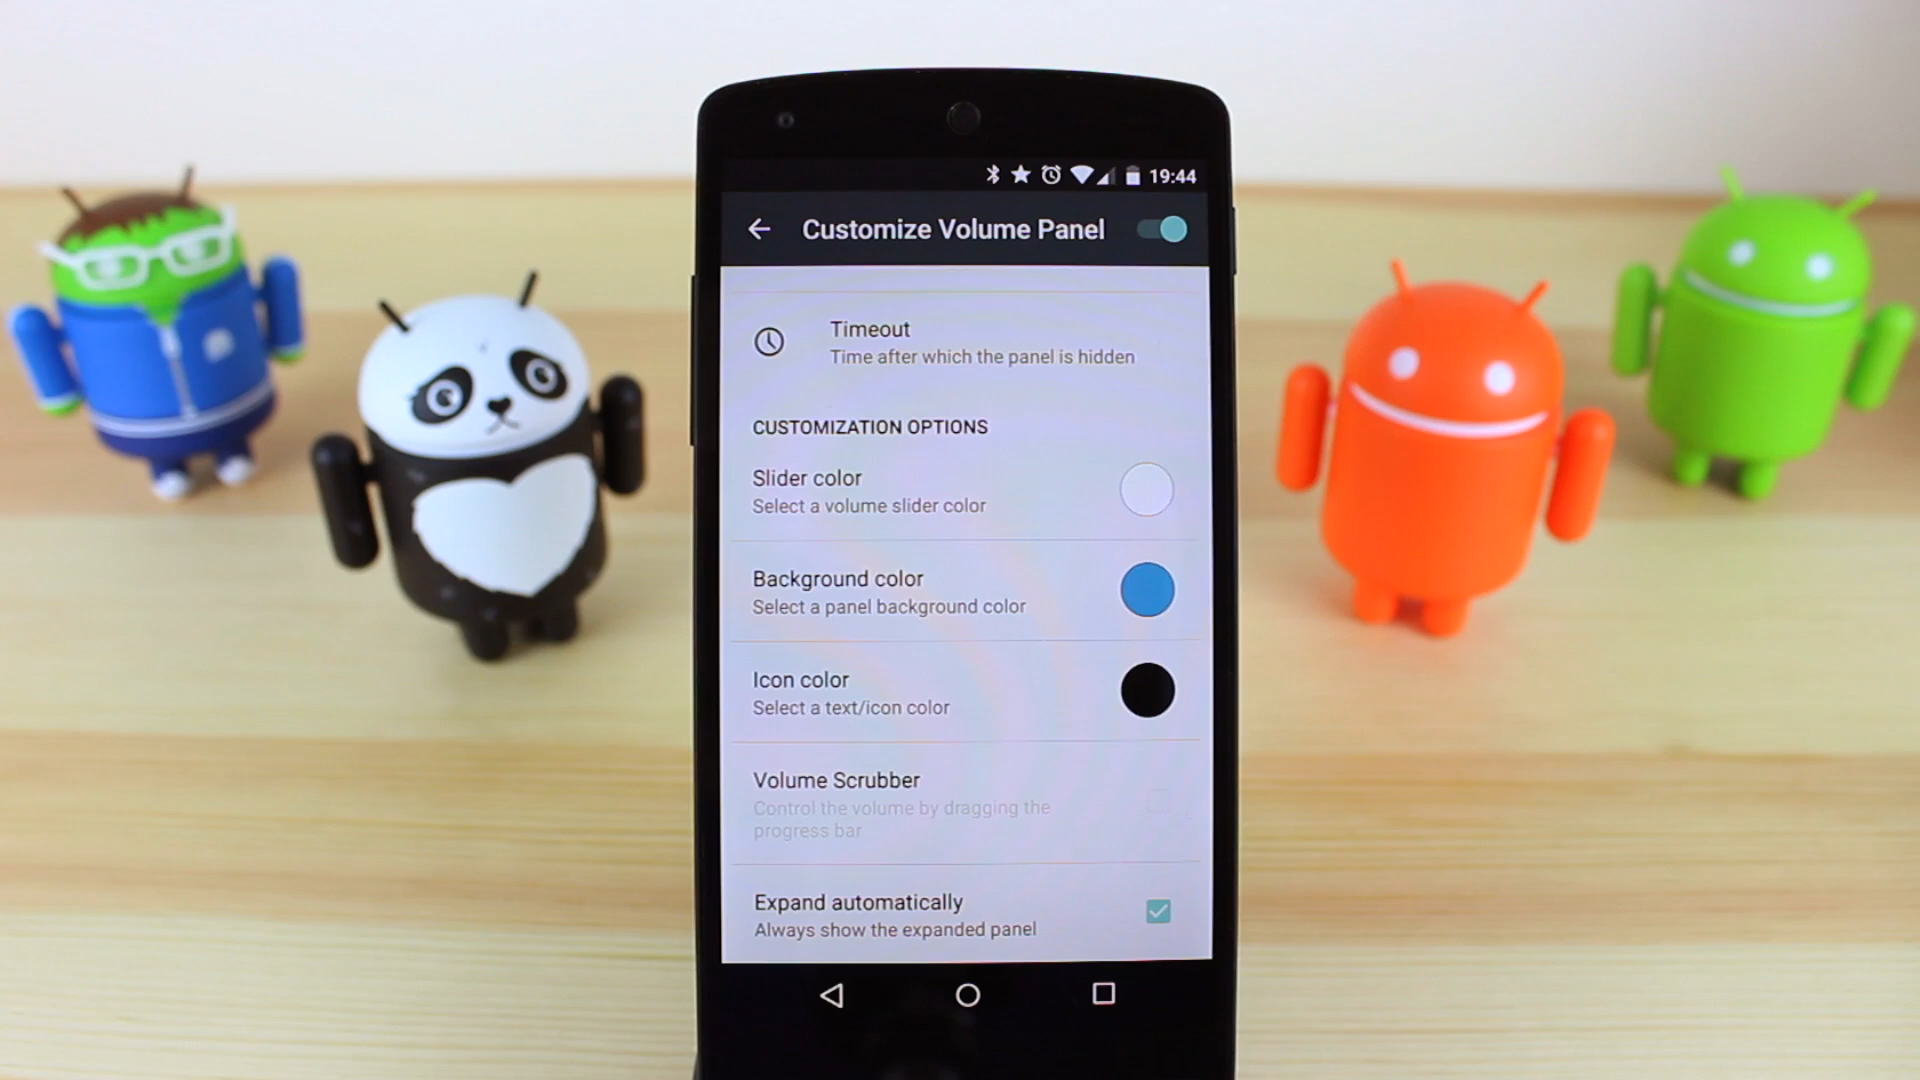 19:44
Customize Volume Panel
Timeout
Time after which the panel is hidden
CUSTOMIZATION OPTIONS
Slider color
Select a volume slider color
Background color
Select a panel background color
Icon color
Select a text/icon color
Volume Scrubber
Control the volume by dragging the
progress bar
Expand automatically
Always show the expanded panel